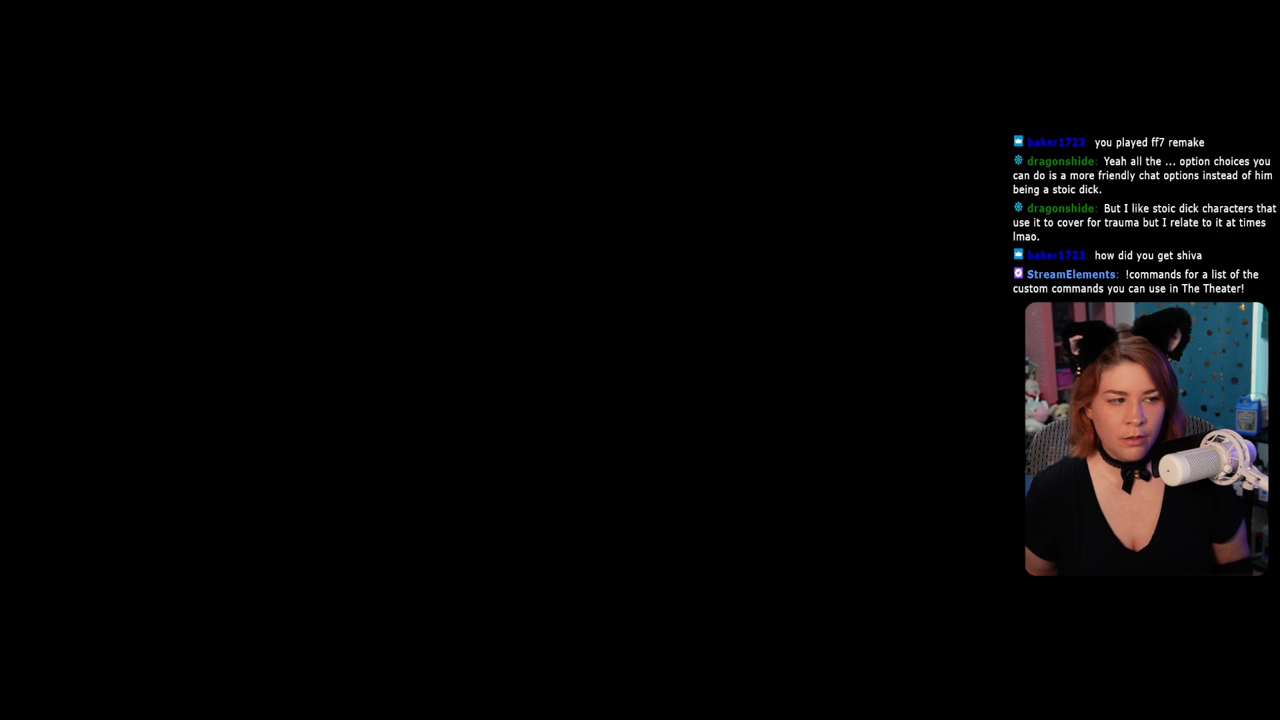 baker1723: you played ff7 remake
dragonshide: Yeah all the ... option choices you
can do is a more friendly chat options instead of him
being a stoic dick.
dragonshide: But I like stoic dick characters that
use it to cover for trauma but I relate to it at times
lmao.
baker1723: how did you get shiva
StreamElements: !commands for a list of the
custom commands you can use in The Theater!